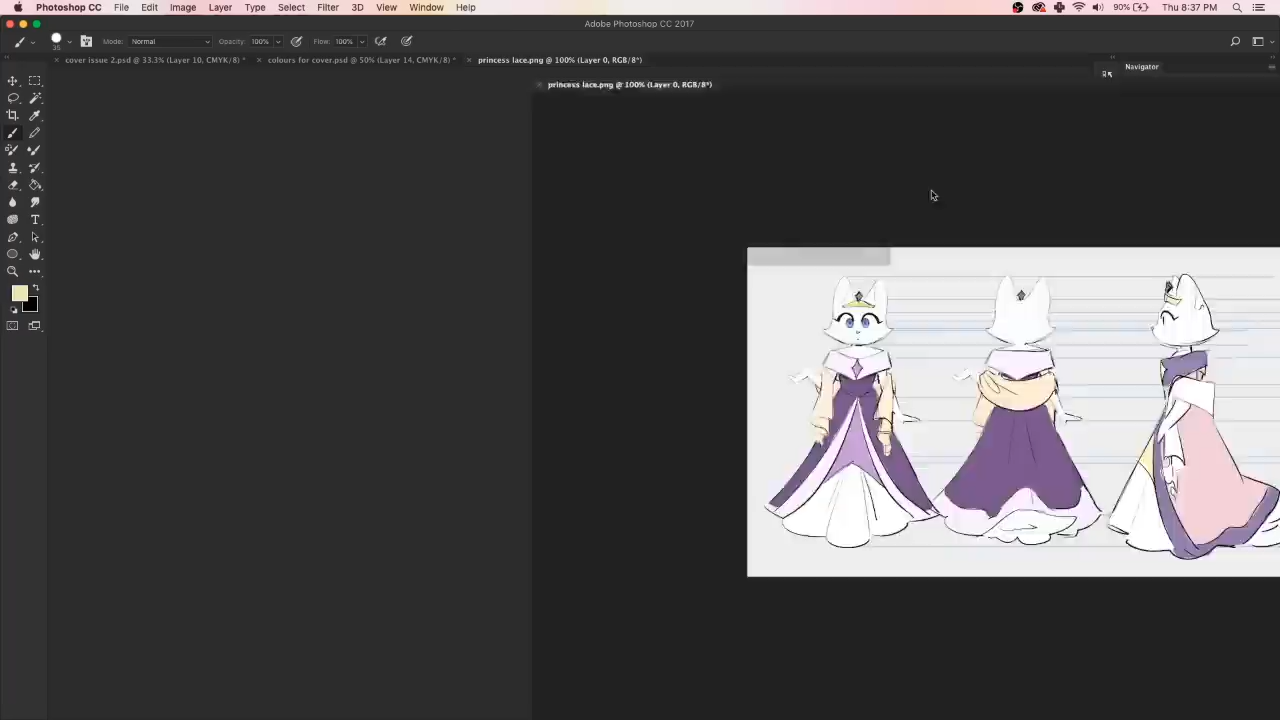 Photoshop CC File Edit Image Layer Type Select Filter 3D View Window Help 90% Thu 8:37 PM
Adobe Photoshop CC 2017
35 Mode: Normal Opacity: 100% Flow: 100%
cover issue 2.psd @ 33.3% (Layer 10, CMYK/8) * colours for cover.psd @ 50% (Layer 14, CMYK/8) * princess lace.png @ 100% (Layer 0, RGB/8*)
Navigator
princess lace.png @ 100% (Layer 0, RGB/8*)